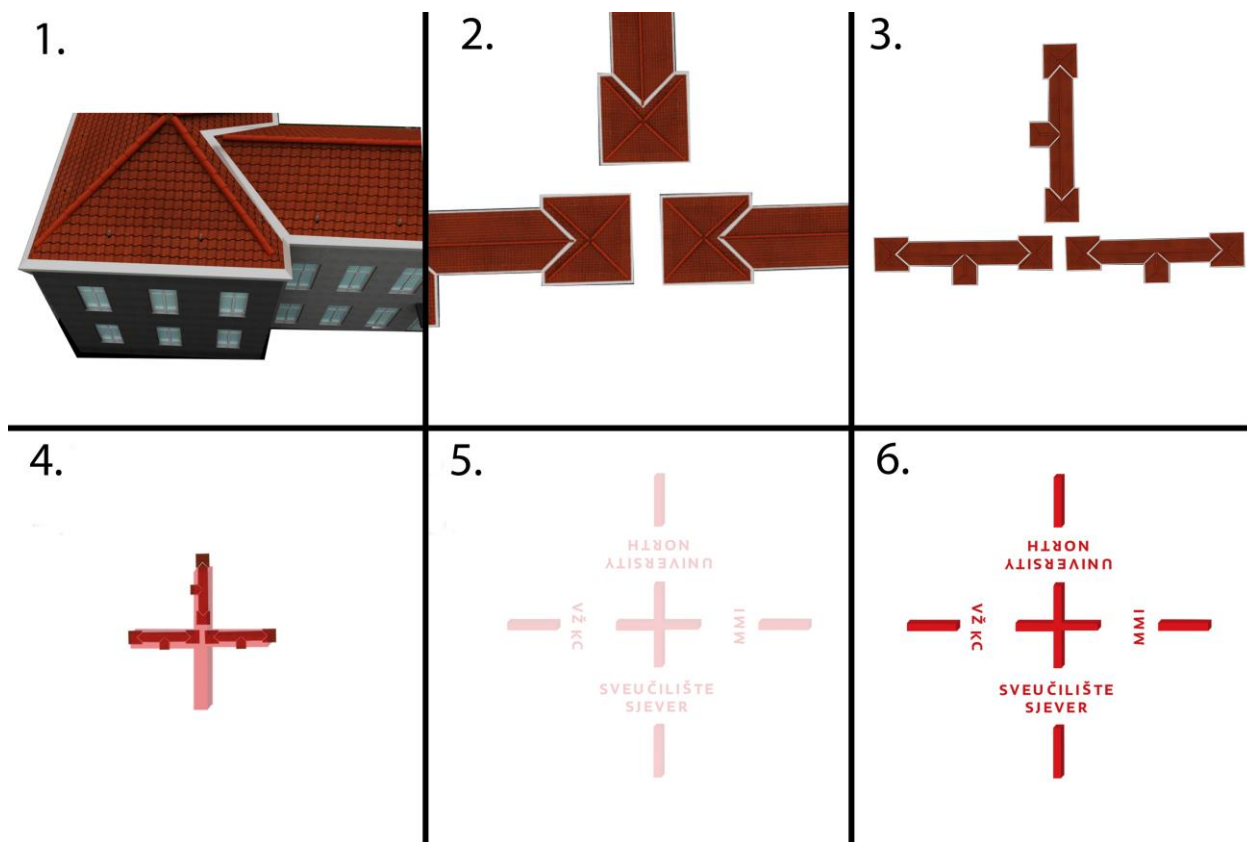 1.
2.
3.
4.
5.
UNIVERSITY
NORTH
VŽ KC
MMI
SVEUČILIŠTE
SJEVER
6.
UNIVERSITY
NORTH
VŽ KC
MMI
SVEUČILIŠTE
SJEVER